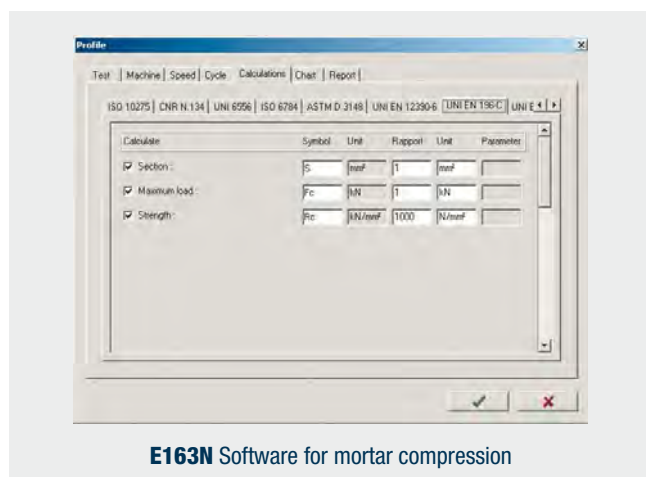 Profile
Test | Machine | Speed | Cycle | Calculations | Chart | Report |
ISO 10275 | CNR N.134 | UNI 6556 | ISO 6784 | ASTM D 3148 | UNI EN 12390-6 | UNI EN 196-C | UNI E
Calculate Symbol Unit Rapport Unit Parameter
Section : S mm² 1 mm²
Maximum load : Fc kN 1 kN
Strength : Rc kN/mm² 1000 N/mm²
E163N Software for mortar compression